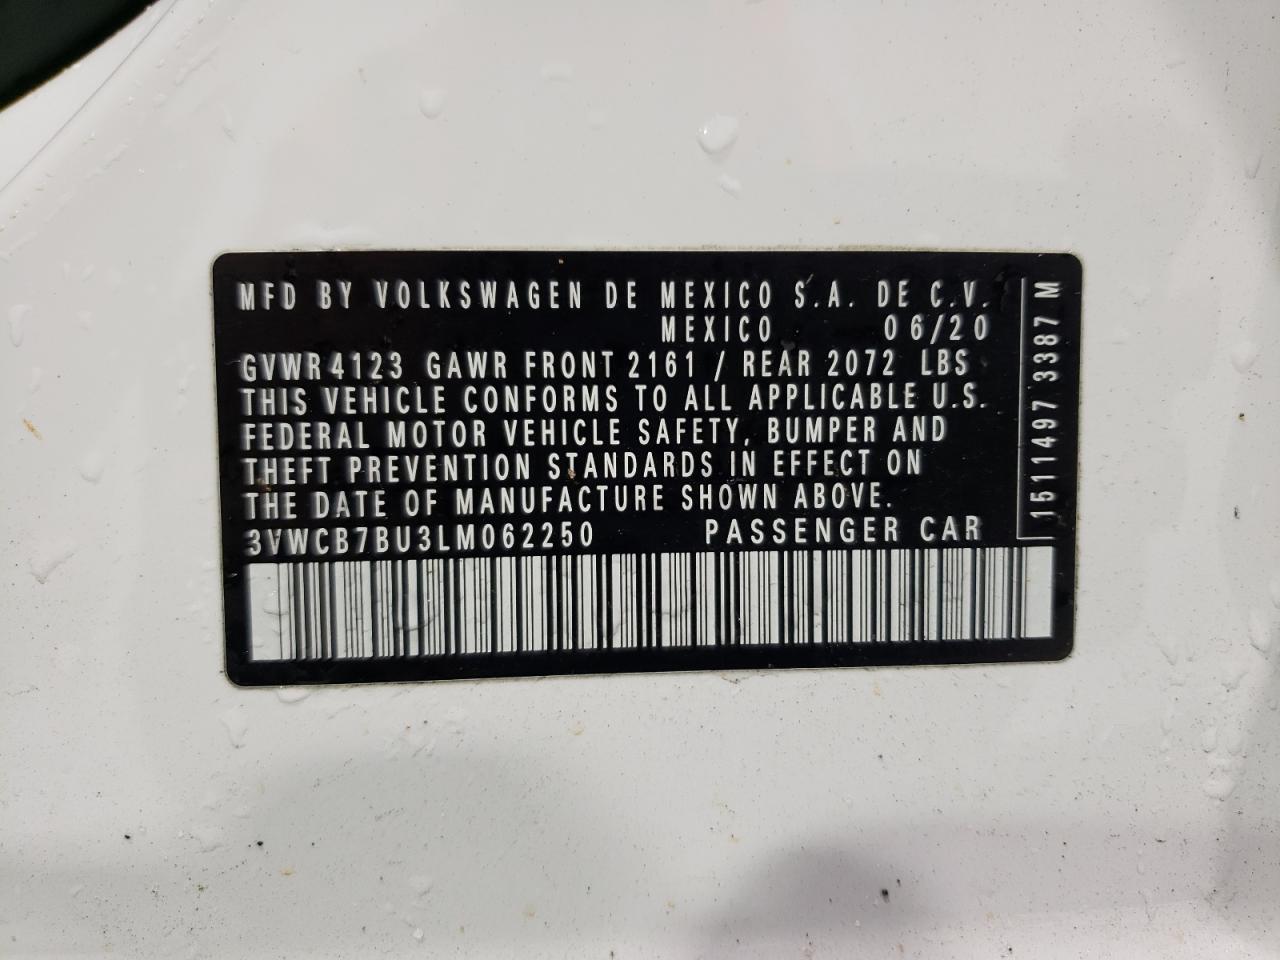 MFD BY VOLKSWAGEN DE MEXICO S.A. DE C.V.
MEXICO 06/20
GVWR 4123 GAWR FRONT 2161 / REAR 2072 LBS
THIS VEHICLE CONFORMS TO ALL APPLICABLE U.S.
FEDERAL MOTOR VEHICLE SAFETY, BUMPER AND
THEFT PREVENTION STANDARDS IN EFFECT ON
THE DATE OF MANUFACTURE SHOWN ABOVE.
3VWCB7BU3LM062250 PASSENGER CAR
1511497 3387 M